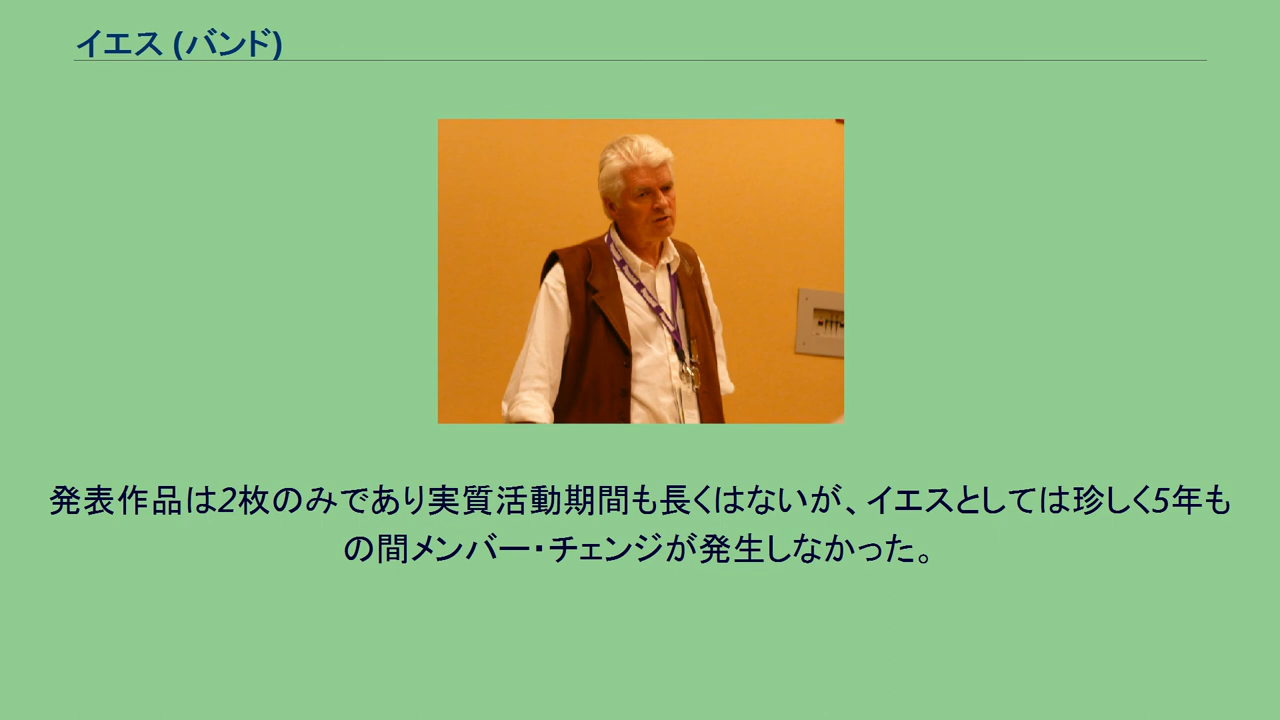 イエス (バンド)
発表作品は2枚のみであり実質活動期間も長くはないが、イエスとしては珍しく5年も
の間メンバー・チェンジが発生しなかった。